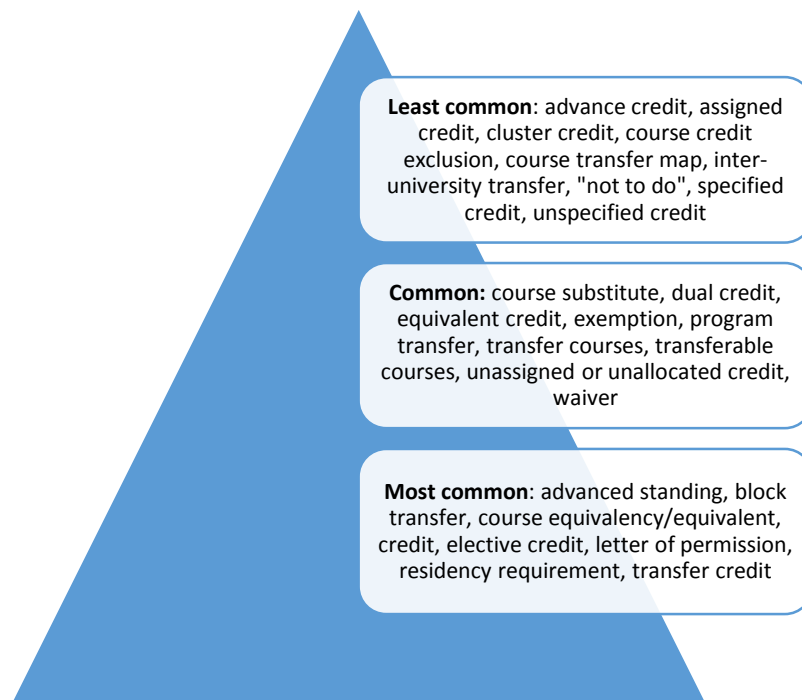 Least common: advance credit, assigned
credit, cluster credit, course credit
exclusion, course transfer map, inter-
university transfer, "not to do", specified
credit, unspecified credit
Common: course substitute, dual credit,
equivalent credit, exemption, program
transfer, transfer courses, transferable
courses, unassigned or unallocated credit,
waiver
Most common: advanced standing, block
transfer, course equivalency/equivalent,
credit, elective credit, letter of permission,
residency requirement, transfer credit